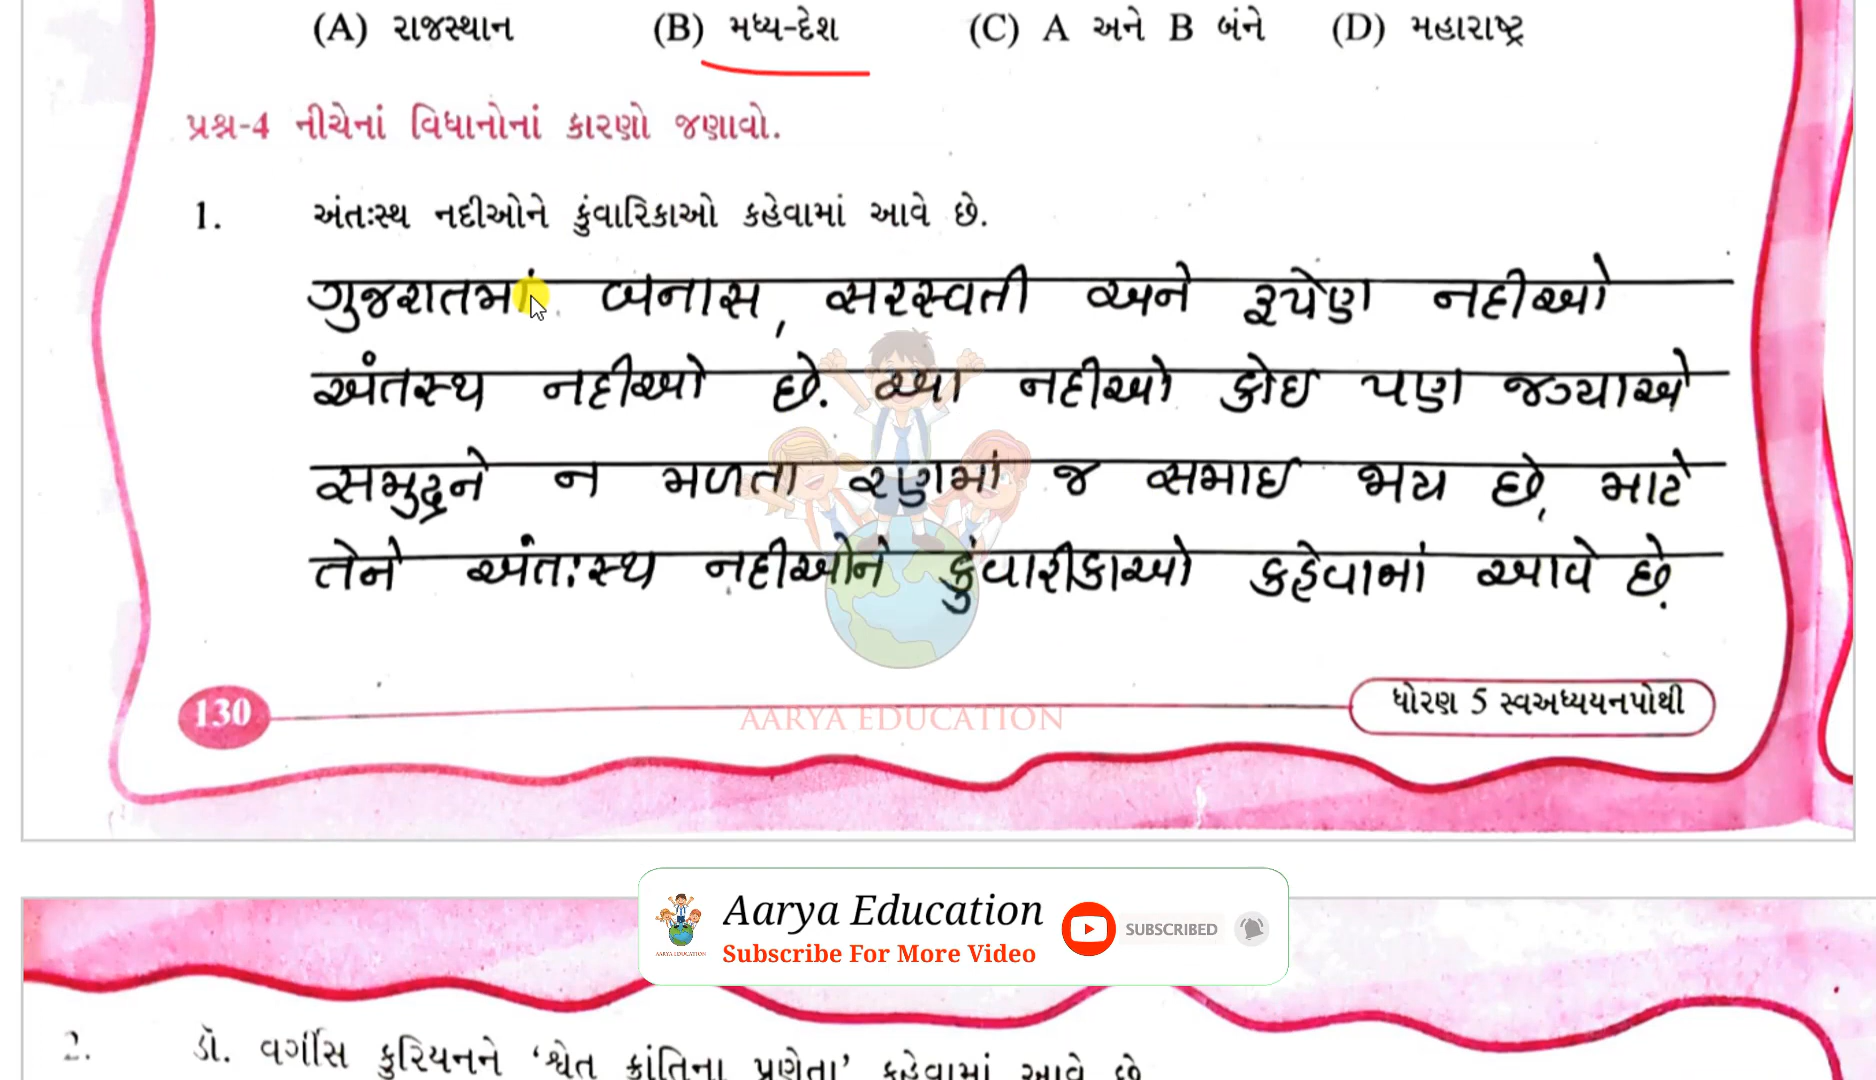 (A) રાજસ્થાન (B) મધ્ય-દેશ (C) A અને B બંને (D) મહારાષ્ટ્ર
પ્રશ્ન-4 નીચેનાં વિધાનોનાં કારણો જણાવો.
1. અંતઃસ્થ નદીઓને કુંવારિકાઓ કહેવામાં આવે છે.
ગુજરાતમાં બનાસ, સરસ્વતી અને રૂપેણ નદીઓ
અંતસ્થ નદીઓ છે. આ નદીઓ કોઇ પણ જગ્યાએ
સમુદ્રને ન મળતા રણમાં જ સમાઇ જાય છે, માટે
તેને અંતઃસ્થ નદીઓને કુંવારીકાઓ કહેવામાં આવે છે.
130 AARYA EDUCATION ધોરણ 5 સ્વઅધ્યયનપોથી
Aarya Education
SUBSCRIBED
Subscribe For More Video
AARYA EDUCATION
2. ડૉ. વર્ગીસ કુરિયનને ‘શ્વેત ક્રાંતિના પ્રણેતા’ કહેવામાં આવે છે